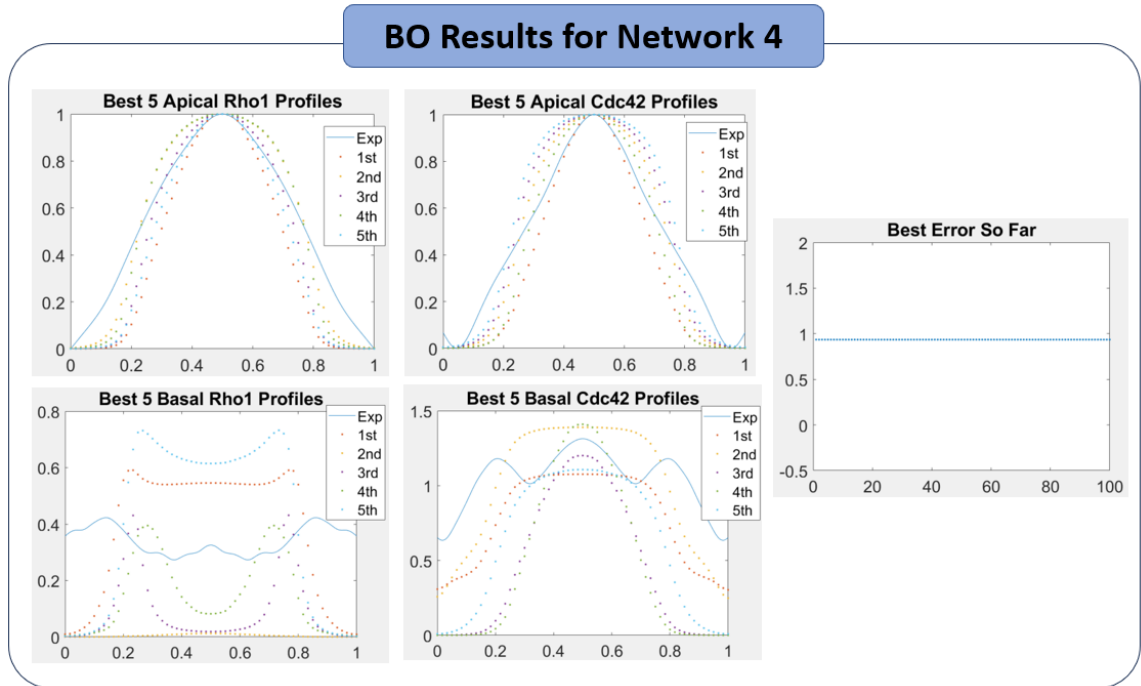 BO Results for Network 4
Best 5 Apical Rho1 Profiles
1
0.8
0.6
0.4
0.2
0
0 0.2 0.4 0.6 0.8 1
Exp
1st
2nd
3rd
4th
5th
Best 5 Apical Cdc42 Profiles
1
0.8
0.6
0.4
0.2
0
0 0.2 0.4 0.6 0.8 1
Exp
1st
2nd
3rd
4th
5th
Best Error So Far
2
1.5
1
0.5
0
-0.5
0 20 40 60 80 100
Best 5 Basal Rho1 Profiles
0.8
0.6
0.4
0.2
0
0 0.2 0.4 0.6 0.8 1
Exp
1st
2nd
3rd
4th
5th
Best 5 Basal Cdc42 Profiles
1.5
1
0.5
0
0 0.2 0.4 0.6 0.8 1
Exp
1st
2nd
3rd
4th
5th